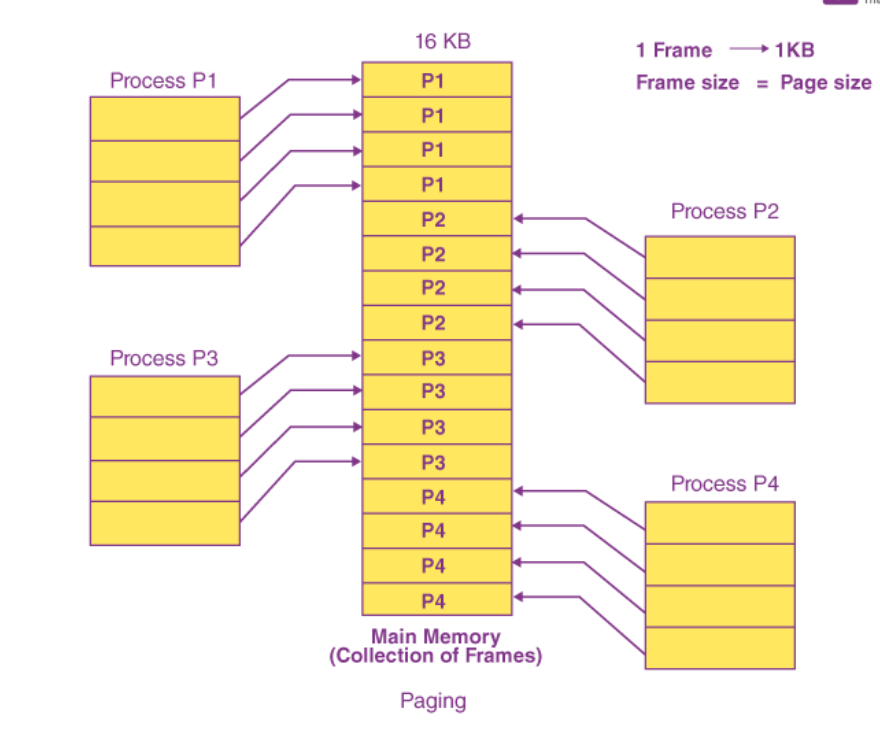 16 KB
1 Frame → 1KB
Frame size = Page size
Process P1
P1
P1
P1
P1
Process P2
P2
P2
P2
P2
Process P3
P3
P3
P3
P3
Process P4
P4
P4
P4
P4
Main Memory
(Collection of Frames)
Paging